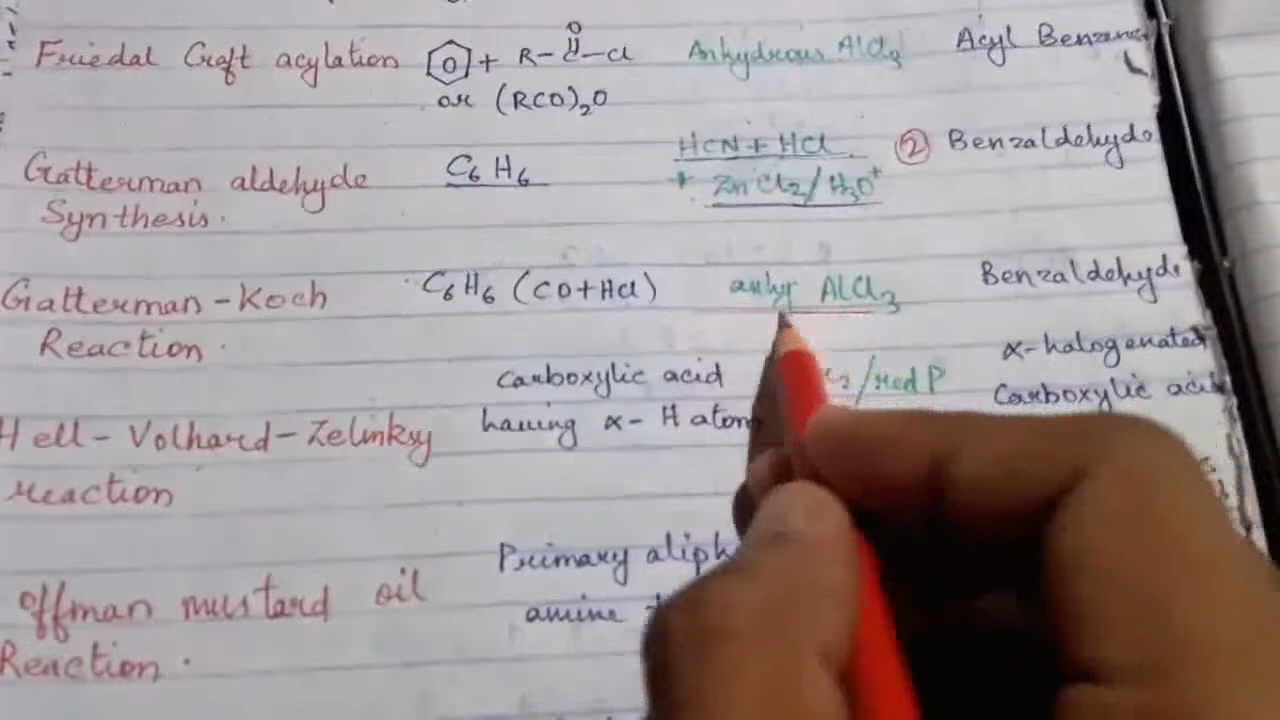 Friedal Craft acylation + R-C-Cl Anhydrous AlCl3 Acyl Benzene
O
or (RCO)2O
Gatterman aldehyde C6H6 HCN+HCl ② Benzaldehyde
Synthesis. + ZnCl2/H3O+
Gatterman-Koch C6H6 (CO+HCl) anhy AlCl3 Benzaldehyde
Reaction.
Hell-Volhard-Zelinksy carboxylic acid /red P α-halogenated
reaction having α-H atom Carboxylic acid
offman mustard oil Primary aliph
Reaction. amine